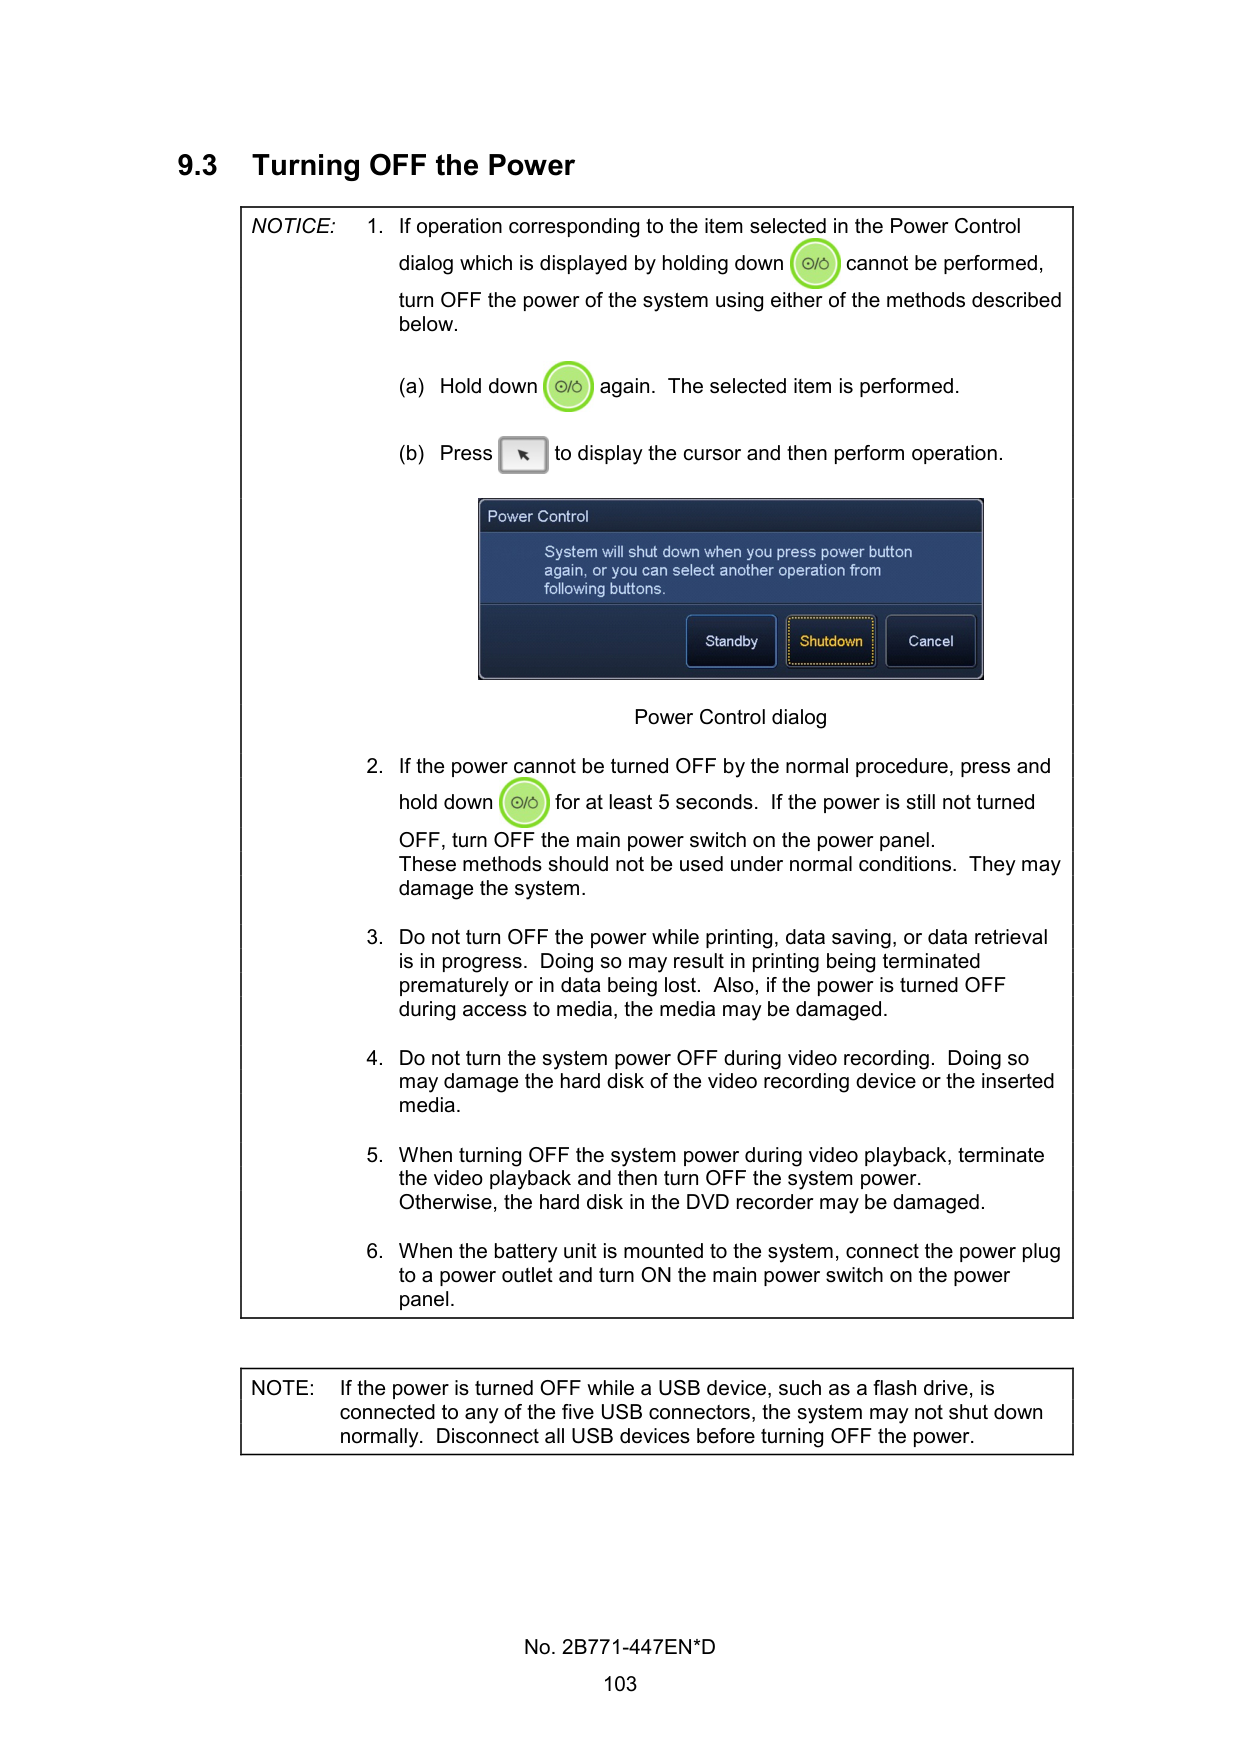 9.3 Turning OFF the Power
NOTICE: 1. If operation corresponding to the item selected in the Power Control
dialog which is displayed by holding down cannot be performed,
turn OFF the power of the system using either of the methods described
below.
(a) Hold down again. The selected item is performed.
(b) Press to display the cursor and then perform operation.
Power Control
System will shut down when you press power button
again, or you can select another operation from
following buttons.
Standby Shutdown Cancel
Power Control dialog
2. If the power cannot be turned OFF by the normal procedure, press and
hold down for at least 5 seconds. If the power is still not turned
OFF, turn OFF the main power switch on the power panel.
These methods should not be used under normal conditions. They may
damage the system.
3. Do not turn OFF the power while printing, data saving, or data retrieval
is in progress. Doing so may result in printing being terminated
prematurely or in data being lost. Also, if the power is turned OFF
during access to media, the media may be damaged.
4. Do not turn the system power OFF during video recording. Doing so
may damage the hard disk of the video recording device or the inserted
media.
5. When turning OFF the system power during video playback, terminate
the video playback and then turn OFF the system power.
Otherwise, the hard disk in the DVD recorder may be damaged.
6. When the battery unit is mounted to the system, connect the power plug
to a power outlet and turn ON the main power switch on the power
panel.
NOTE: If the power is turned OFF while a USB device, such as a flash drive, is
connected to any of the five USB connectors, the system may not shut down
normally. Disconnect all USB devices before turning OFF the power.
No. 2B771-447EN*D
103